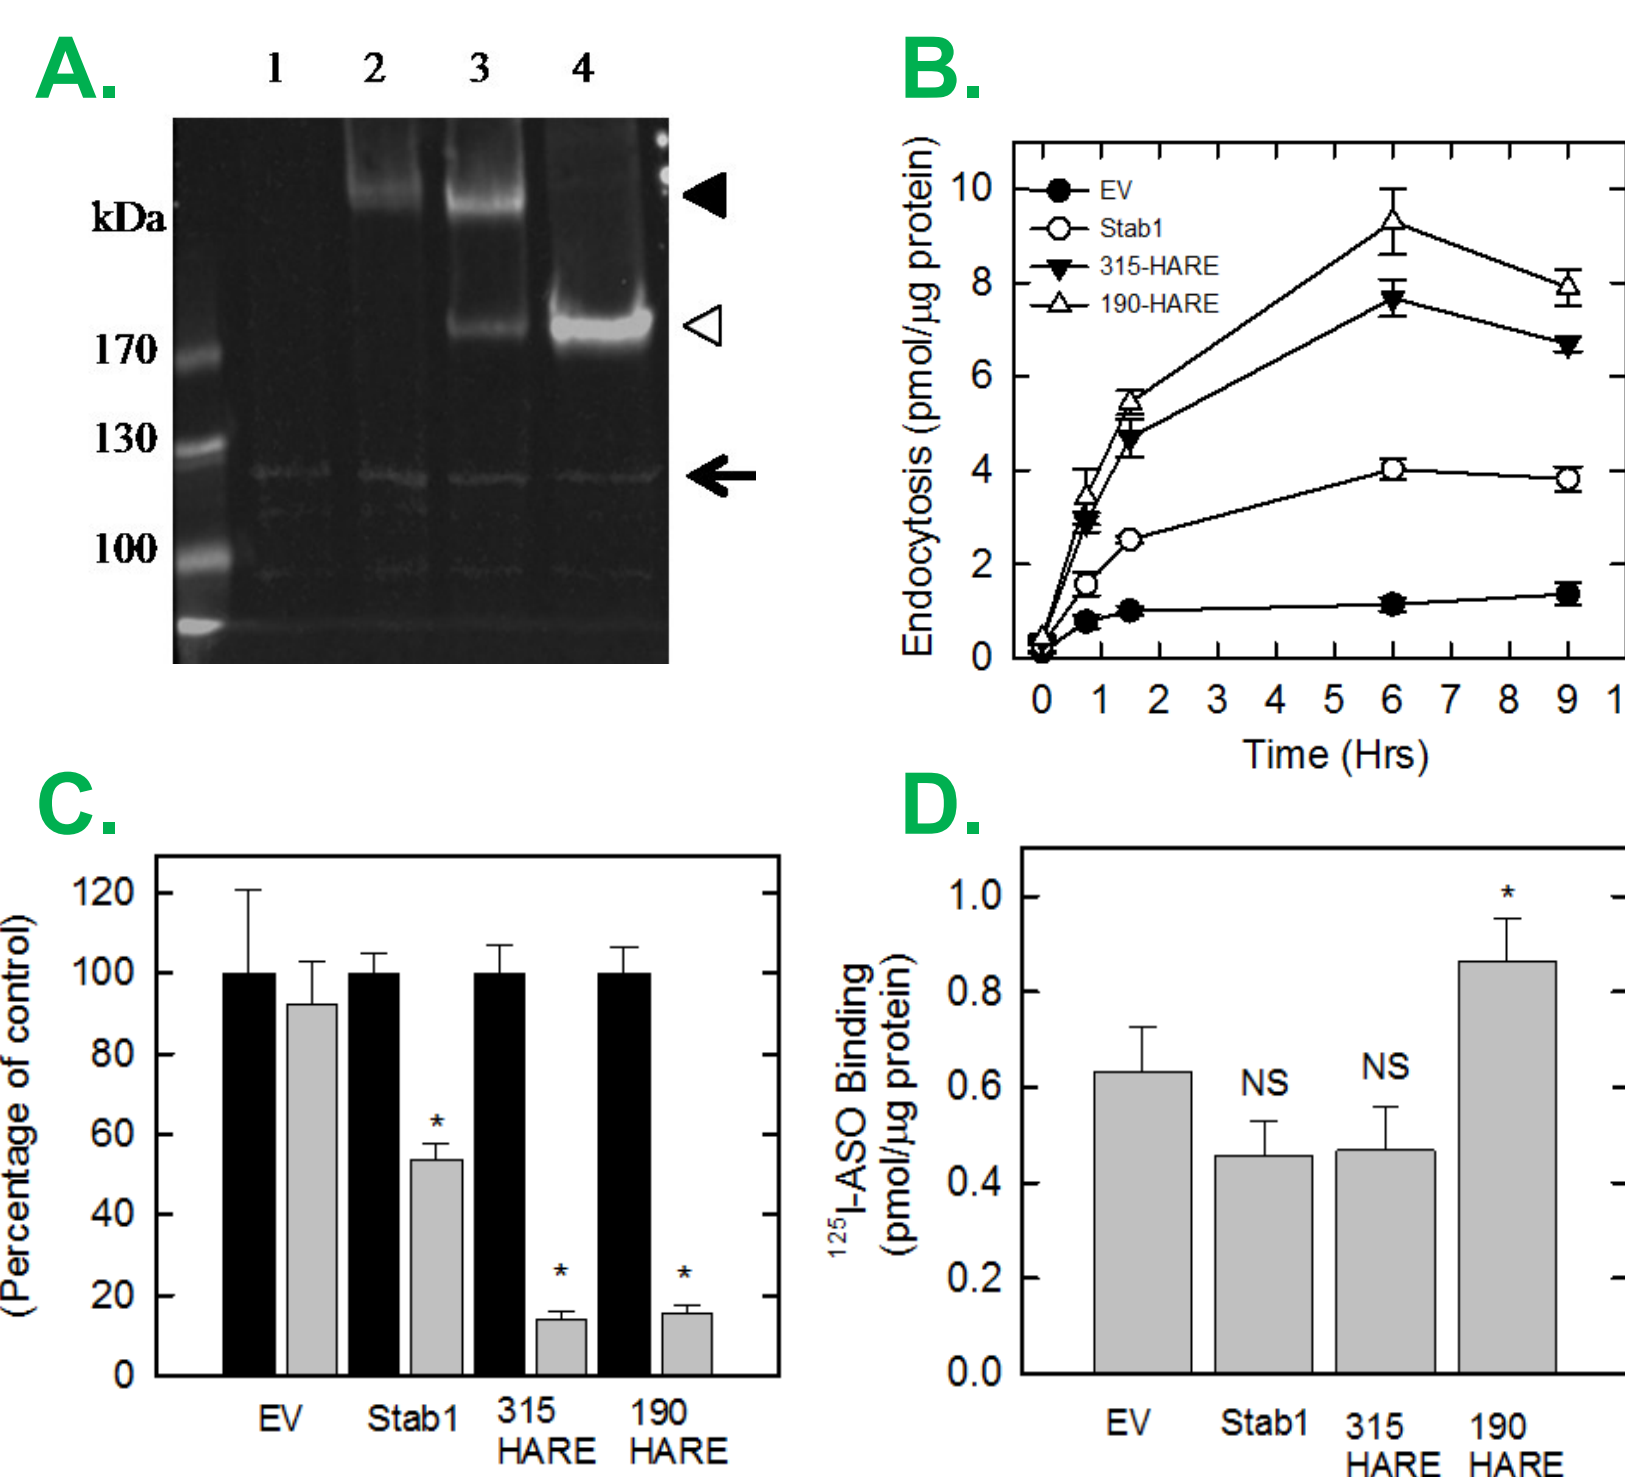 A.
1 2 3 4
kDa
170
130
100
B.
Endocytosis (pmol/µg protein)
10
8
6
4
2
0
EV
Stab1
315-HARE
190-HARE
0 1 2 3 4 5 6 7 8 9 1
Time (Hrs)
C.
(Percentage of control)
120
100
80
60
40
20
0
*
*
*
EV Stab1 315 HARE 190 HARE
D.
¹²⁵I-ASO Binding
(pmol/µg protein)
1.0
0.8
0.6
0.4
0.2
0.0
NS
NS
*
EV Stab1 315 HARE 190 HARE